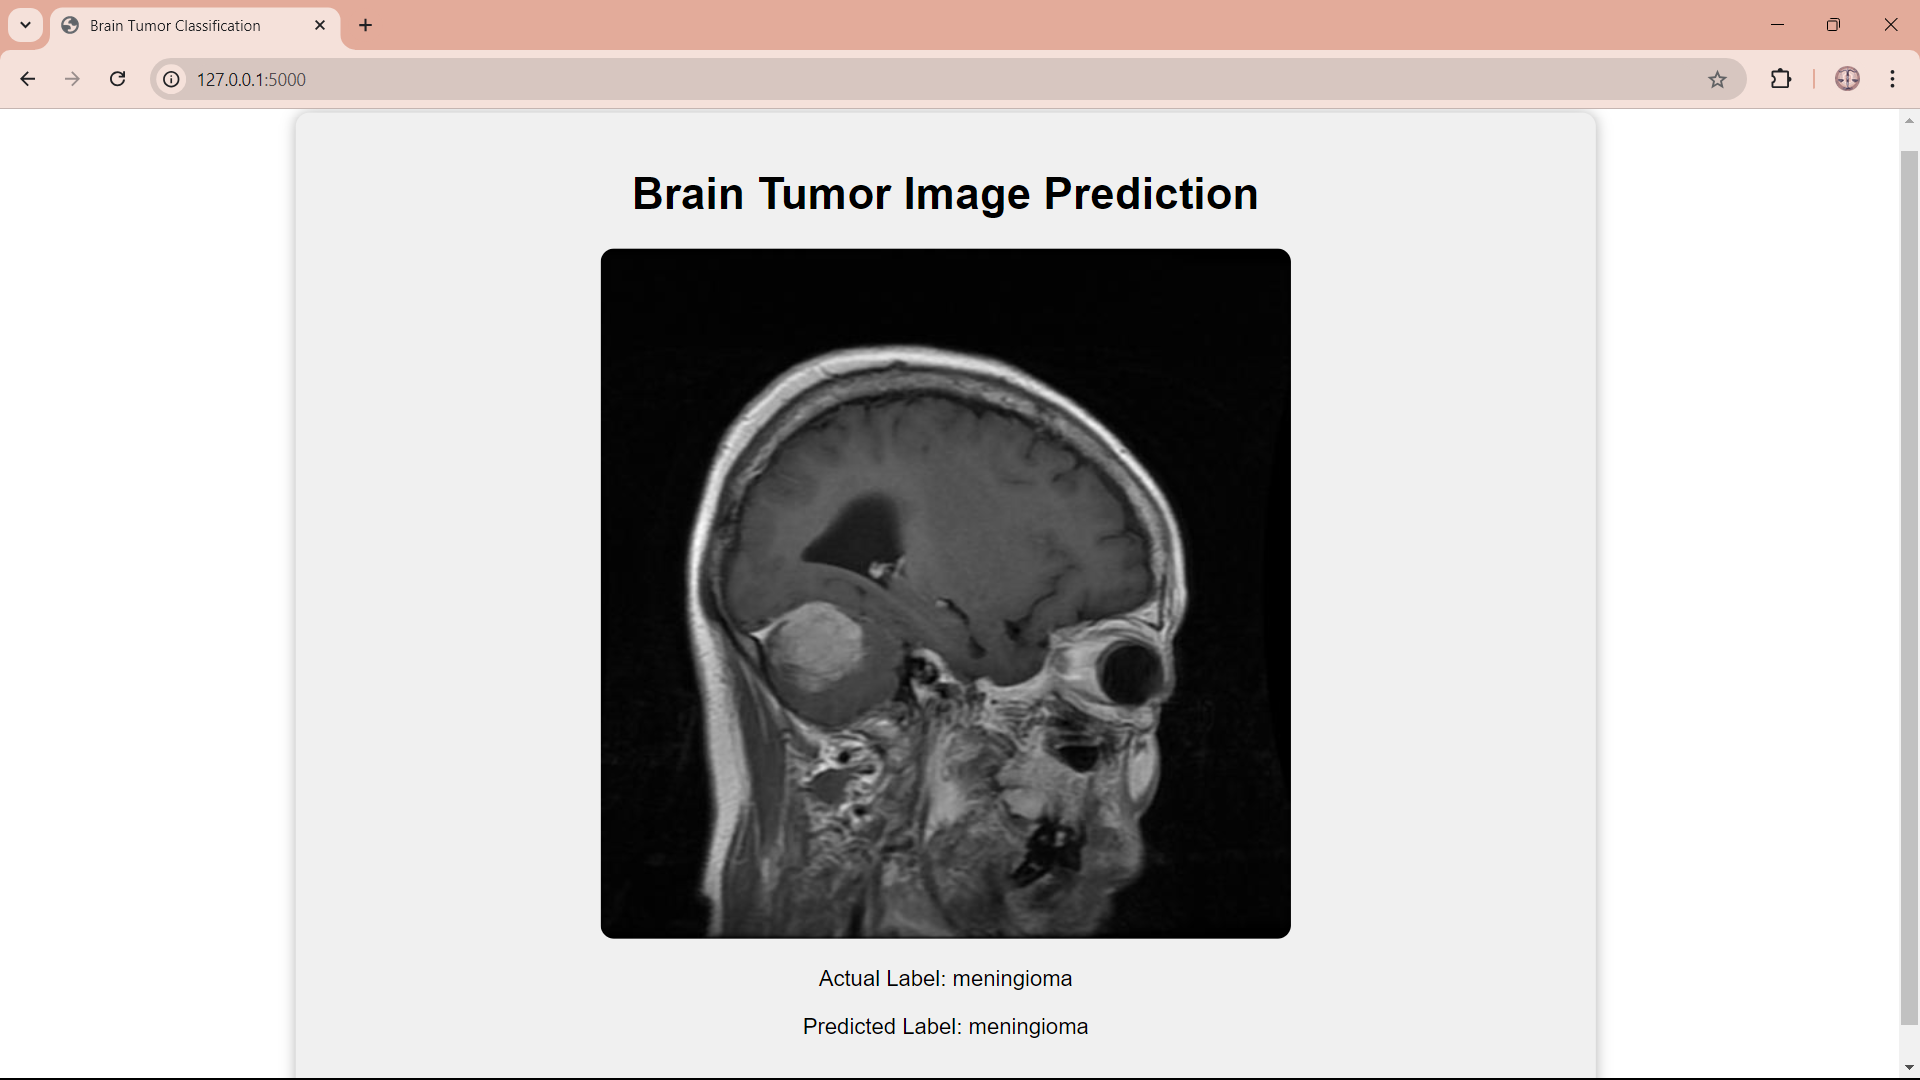 Brain Tumor Classification
127.0.0.1:5000
Brain Tumor Image Prediction
Actual Label: meningioma
Predicted Label: meningioma